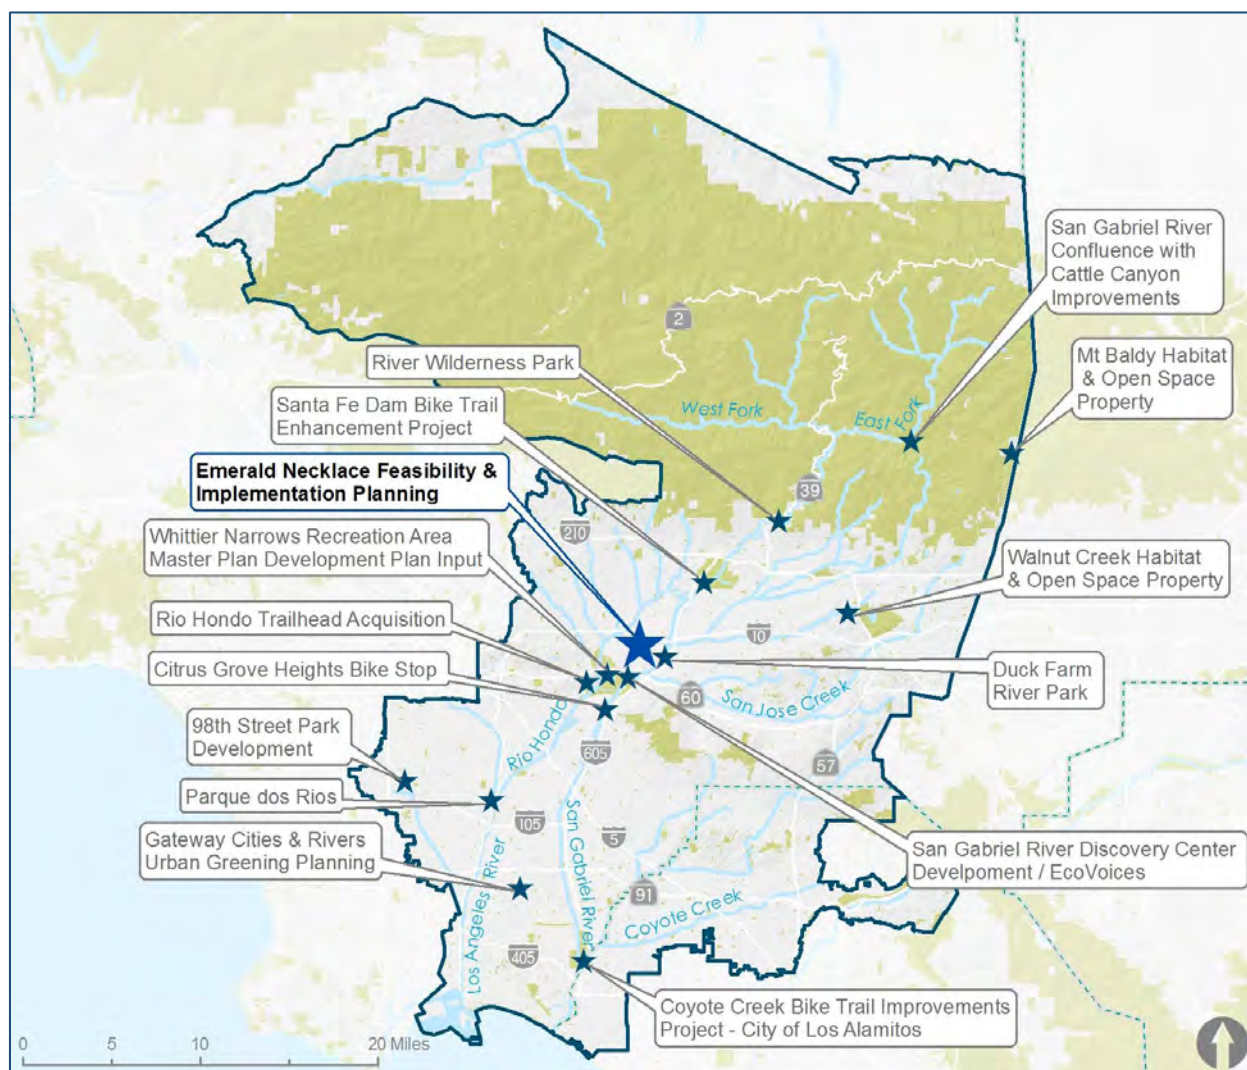 San Gabriel River
Confluence with
Cattle Canyon
Improvements
2
River Wilderness Park
Mt Baldy Habitat
& Open Space
Property
Santa Fe Dam Bike Trail
Enhancement Project
West Fork
East Fork
Emerald Necklace Feasibility &
Implementation Planning
39
210
Whittier Narrows Recreation Area
Master Plan Development Plan Input
Walnut Creek Habitat
& Open Space Property
Rio Hondo Trailhead Acquisition
10
Citrus Grove Heights Bike Stop
Duck Farm
River Park
60
San Jose Creek
98th Street Park
Development
Rio Hondo
605
57
Parque dos Rios
105
5
San Gabriel River
Gateway Cities & Rivers
Urban Greening Planning
San Gabriel River Discovery Center
Develpoment / EcoVoices
91
Coyote Creek
Los Angeles River
405
Coyote Creek Bike Trail Improvements
Project - City of Los Alamitos
0 5 10 20 Miles